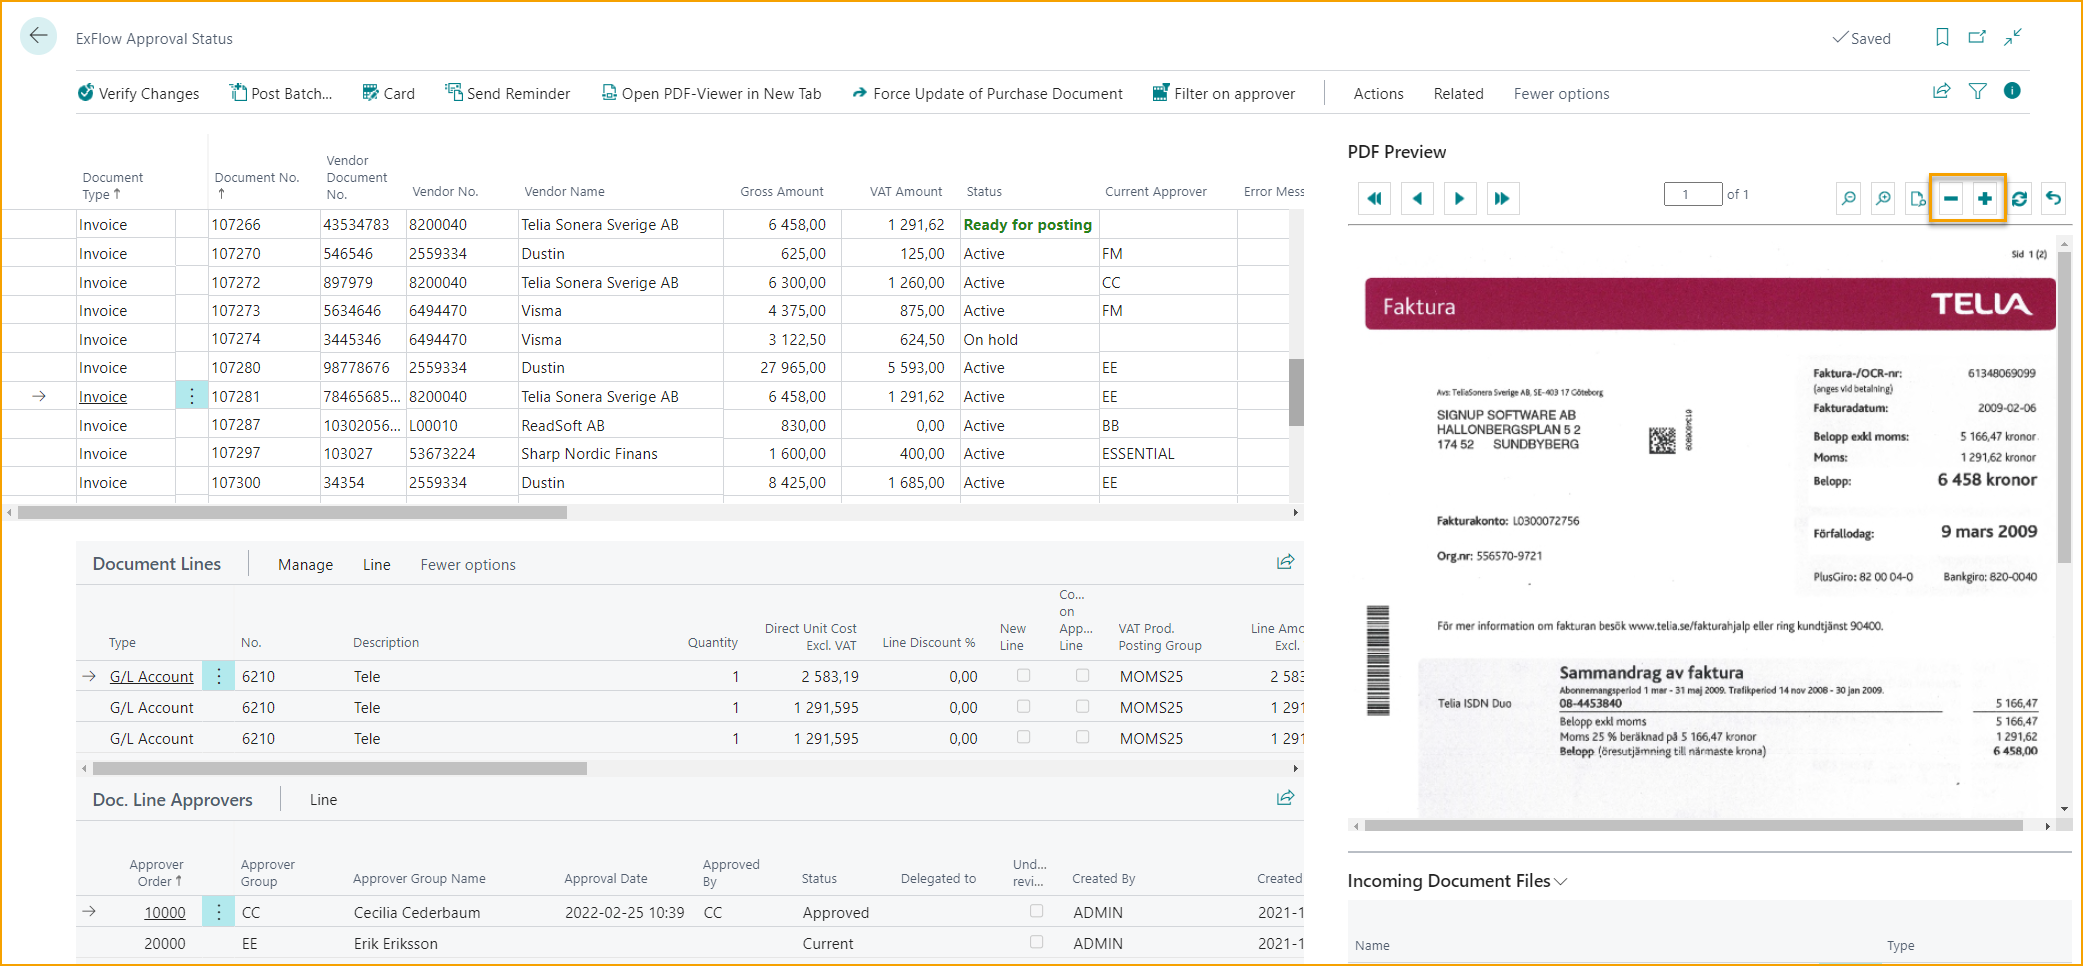 ExFlow Approval Status
Saved
Verify Changes Post Batch... Card Send Reminder Open PDF-Viewer in New Tab Force Update of Purchase Document Filter on approver Actions Related Fewer options
Document Type ↑ Document No. ↑ Vendor Document No. Vendor No. Vendor Name Gross Amount VAT Amount Status Current Approver Error Mess
Invoice 107266 43534783 8200040 Telia Sonera Sverige AB 6 458,00 1 291,62 Ready for posting
Invoice 107270 546546 2559334 Dustin 625,00 125,00 Active FM
Invoice 107272 897979 8200040 Telia Sonera Sverige AB 6 300,00 1 260,00 Active CC
Invoice 107273 5634646 6494470 Visma 4 375,00 875,00 Active FM
Invoice 107274 3445346 6494470 Visma 3 122,50 624,50 On hold
Invoice 107280 98778676 2559334 Dustin 27 965,00 5 593,00 Active EE
Invoice 107281 78465685... 8200040 Telia Sonera Sverige AB 6 458,00 1 291,62 Active EE
Invoice 107287 10302056... L00010 ReadSoft AB 830,00 0,00 Active BB
Invoice 107297 103027 53673224 Sharp Nordic Finans 1 600,00 400,00 Active ESSENTIAL
Invoice 107300 34354 2559334 Dustin 8 425,00 1 685,00 Active EE
Document Lines Manage Line Fewer options
Type No. Description Quantity Direct Unit Cost Excl. VAT Line Discount % New Line Co... on App... Line VAT Prod. Posting Group Line Amo Excl.
G/L Account 6210 Tele 1 2 583,19 0,00 MOMS25 2 583
G/L Account 6210 Tele 1 1 291,595 0,00 MOMS25 1 291
G/L Account 6210 Tele 1 1 291,595 0,00 MOMS25 1 291
Doc. Line Approvers Line
Approver Order ↑ Approver Group Approver Group Name Approval Date Approved By Status Delegated to Und... revi... Created By Created
10000 CC Cecilia Cederbaum 2022-02-25 10:39 CC Approved ADMIN 2021-1
20000 EE Erik Eriksson Current ADMIN 2021-1
PDF Preview
1 of 1
Sid 1 (2)
Faktura TELIA
Faktura-/OCR-nr: 61348069099
(anges vid betalning)
Avs: TeliaSonera Sverige AB, SE-403 17 Göteborg
Fakturadatum: 2009-02-06
SIGNUP SOFTWARE AB
HALLONBERGSPLAN 5 2
174 52 SUNDBYBERG
Belopp exkl moms: 5 166,47 kronor
Moms: 1 291,62 kronor
Belopp: 6 458 kronor
Fakturakonto: L0300072756
Förfallodag: 9 mars 2009
Org.nr: 556570-9721
PlusGiro: 82 00 04-0 Bankgiro: 820-0040
För mer information om fakturan besök www.telia.se/fakturahjalp eller ring kundtjänst 90400.
Sammandrag av faktura
Abonnemangsperiod 1 mar - 31 maj 2009. Trafikperiod 14 nov 2008 - 30 jan 2009.
Telia ISDN Duo 08-4453840 5 166,47
Belopp exkl moms 5 166,47
Moms 25 % beräknad på 5 166,47 kronor 1 291,62
Belopp (öresutjämning till närmaste krona) 6 458,00
Incoming Document Files
Name Type